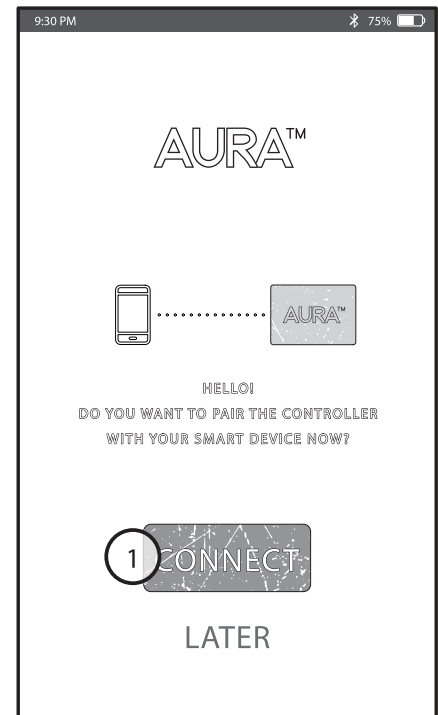 9:30 PM 75%
AURA™
AURA™
HELLO!
DO YOU WANT TO PAIR THE CONTROLLER
WITH YOUR SMART DEVICE NOW?
1 CONNECT
LATER